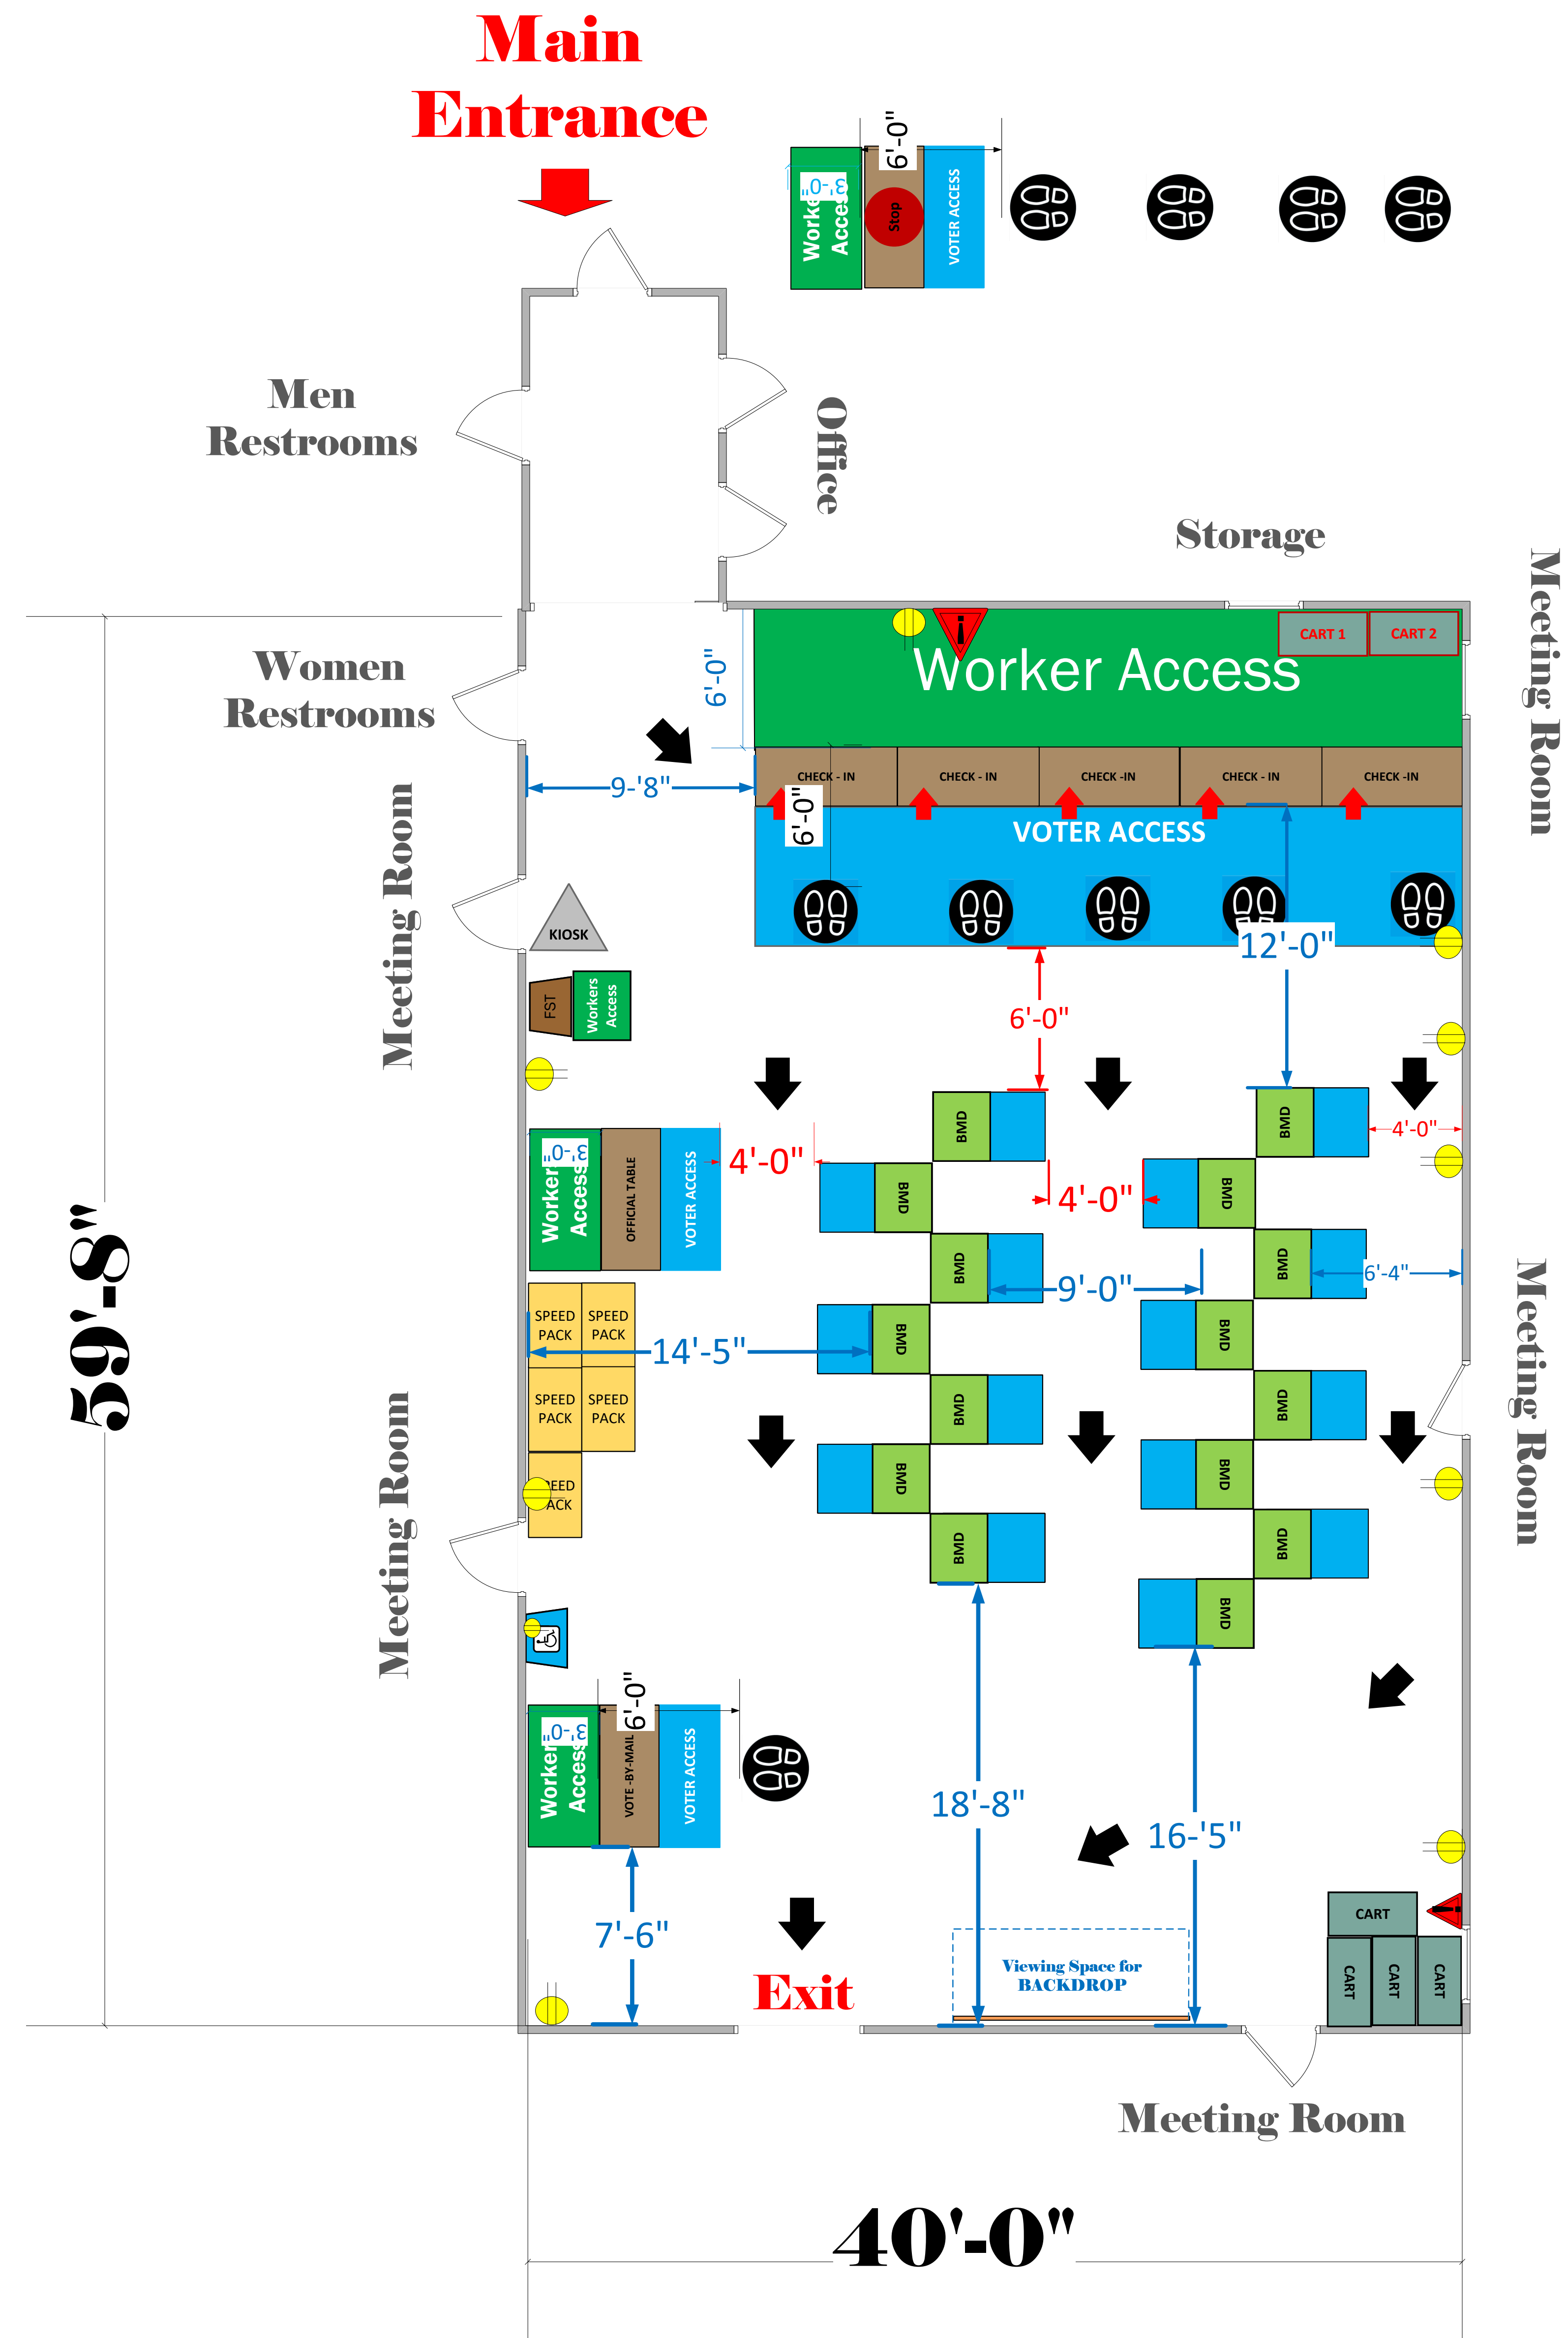 Main
Entrance
6'-0"
3'-0"
Worke
Access
Stop
VOTER ACCESS
Men
Restrooms
Office
Storage
Meeting Room
Women
Restrooms
6'-0"
CART 1
CART 2
Worker Access
9-'8"
CHECK - IN
CHECK - IN
CHECK -IN
CHECK - IN
CHECK -IN
6'-0"
VOTER ACCESS
Meeting Room
KIOSK
12'-0"
FST
Workers
Access
6'-0"
BMD
BMD
4'-0"
3'-0"
Workers
Access
OFFICIAL TABLE
VOTER ACCESS
4'-0"
BMD
4'-0"
BMD
59'-8"
BMD
9'-0"
BMD
6'-4"
Meeting Room
SPEED
PACK
SPEED
PACK
14'-5"
BMD
BMD
SPEED
PACK
SPEED
PACK
BMD
BMD
Meeting Room
EED
ACK
BMD
BMD
BMD
BMD
BMD
6'-0"
3'-0"
Worker
Access
VOTE -BY-MAIL
VOTER ACCESS
18'-8"
16-'5"
7'-6"
CART
Exit
Viewing Space for
BACKDROP
CART
CART
CART
Meeting Room
40'-0"